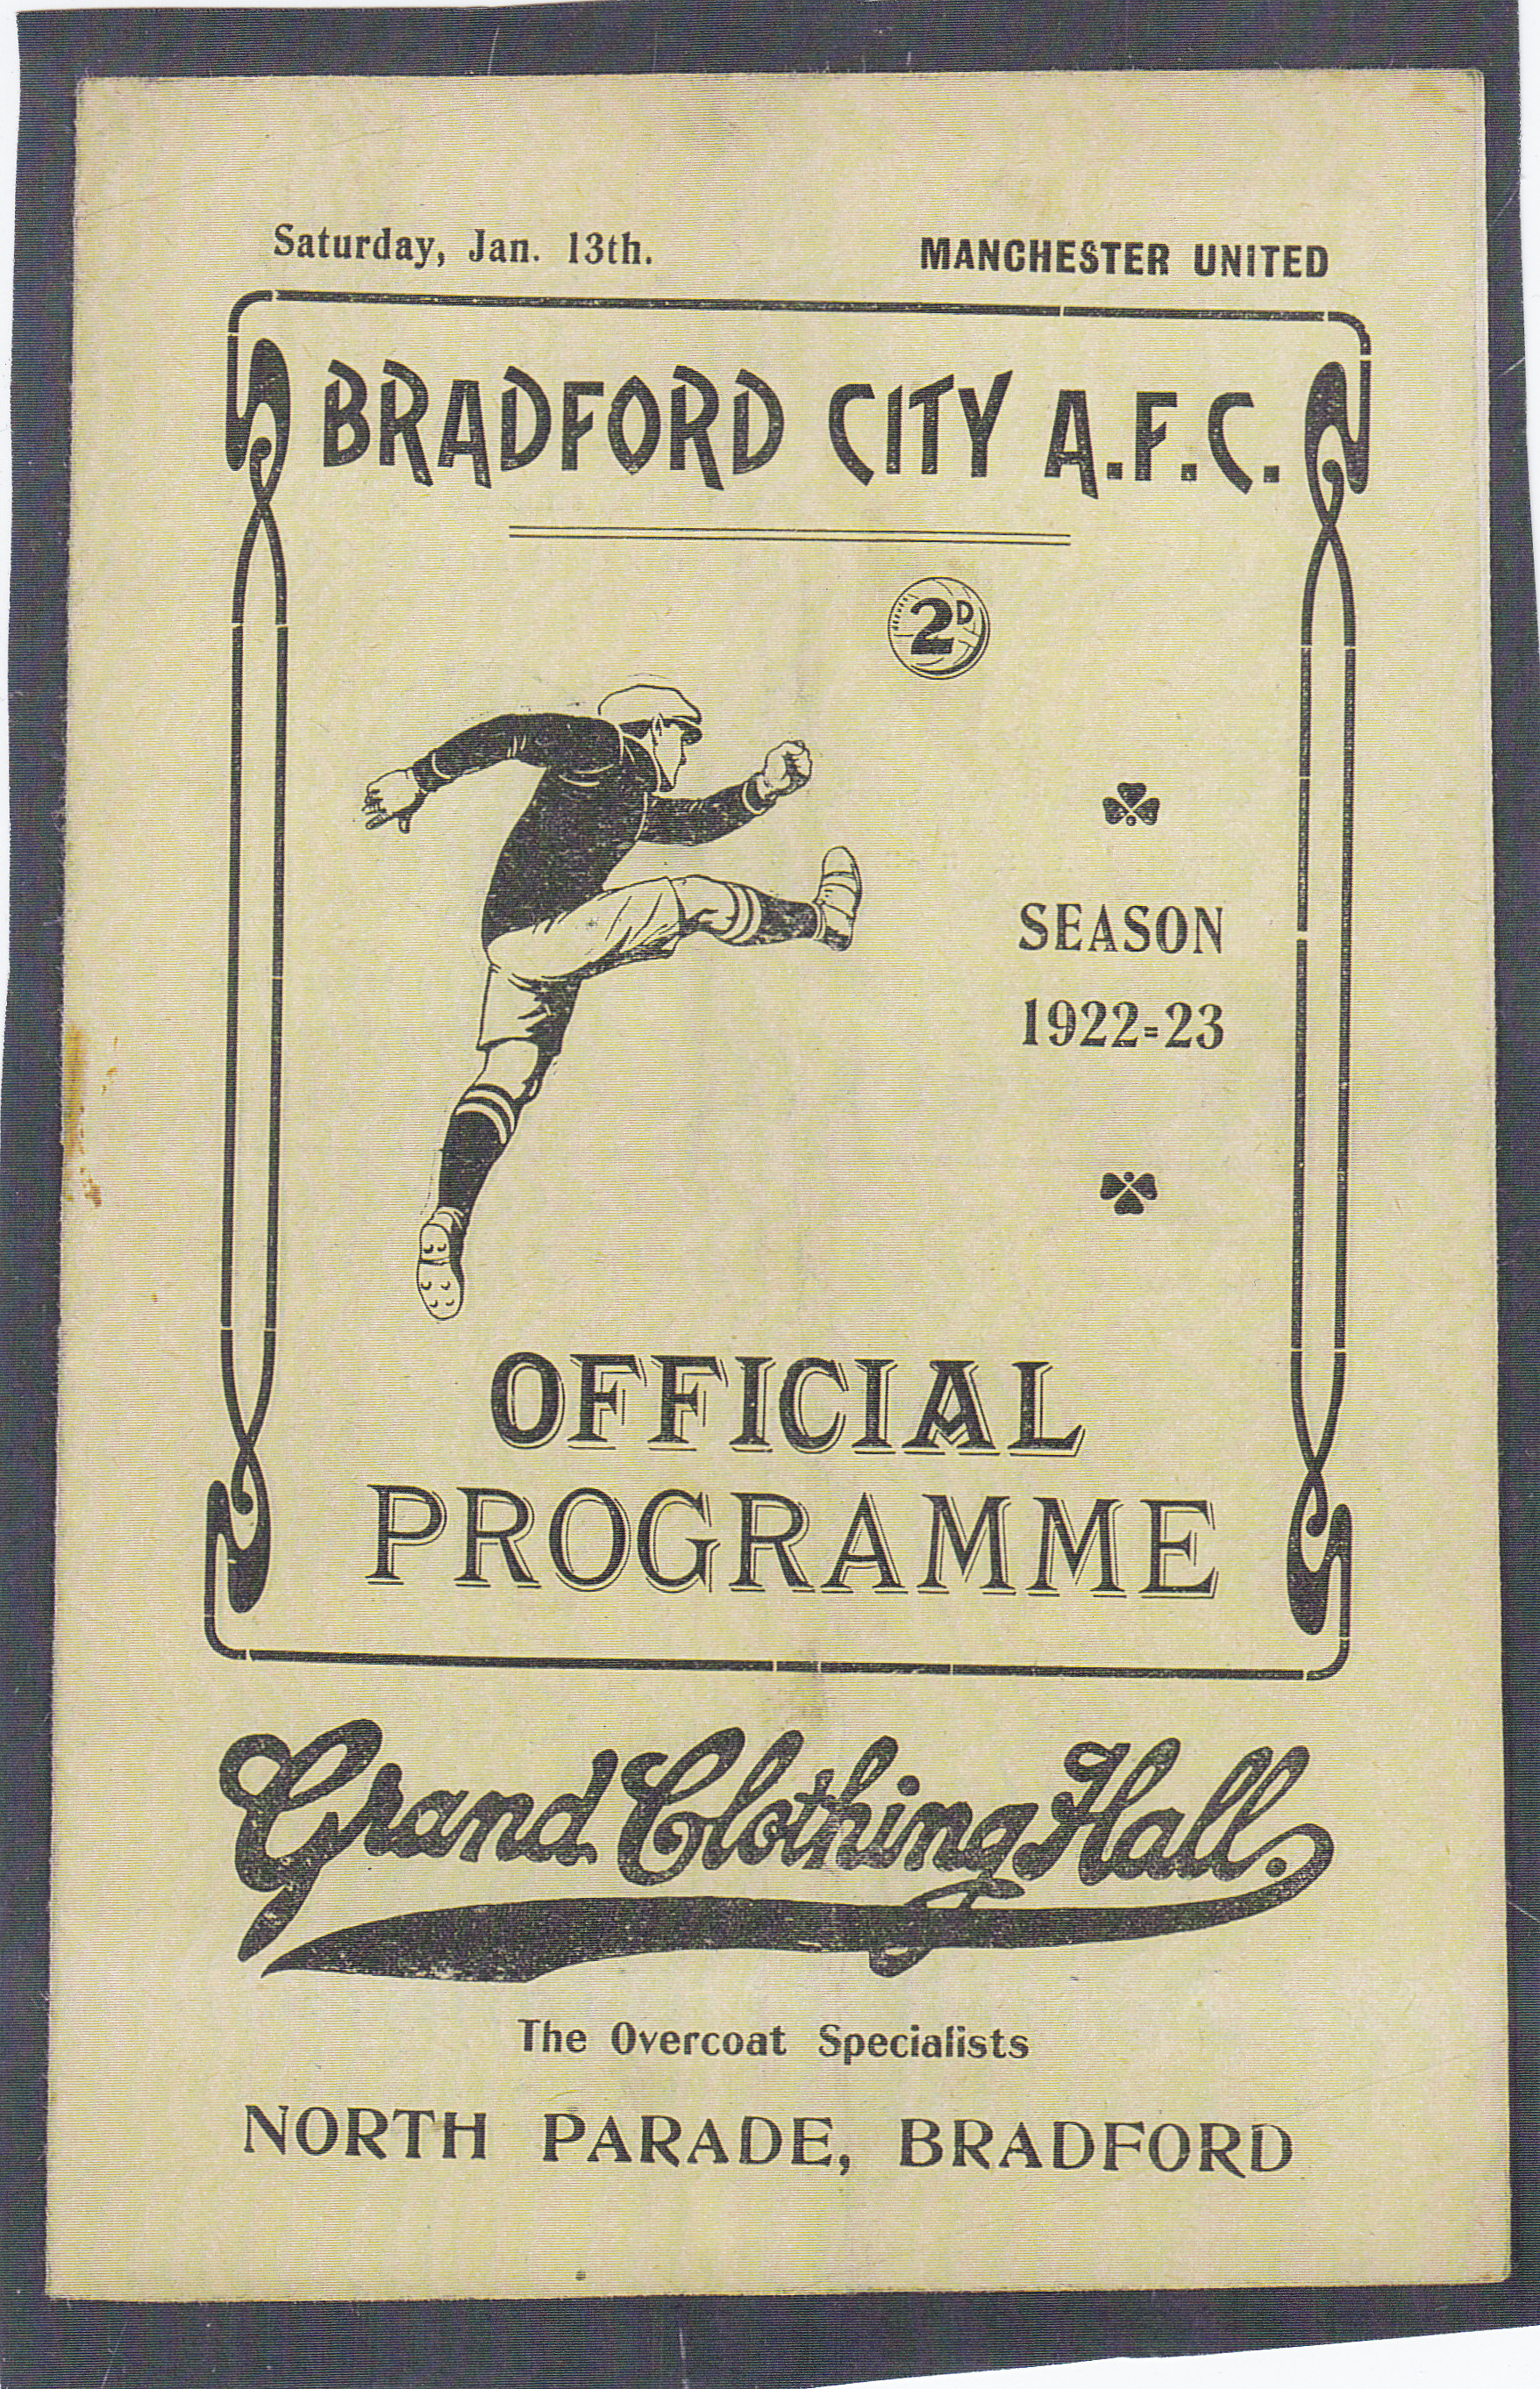 Saturday, Jan. 13th. MANCHESTER UNITED
BRADFORD CITY A.F.C.
2D
SEASON
1922-23
OFFICIAL
PROGRAMME
Grand Clothing Hall.
The Overcoat Specialists
NORTH PARADE, BRADFORD